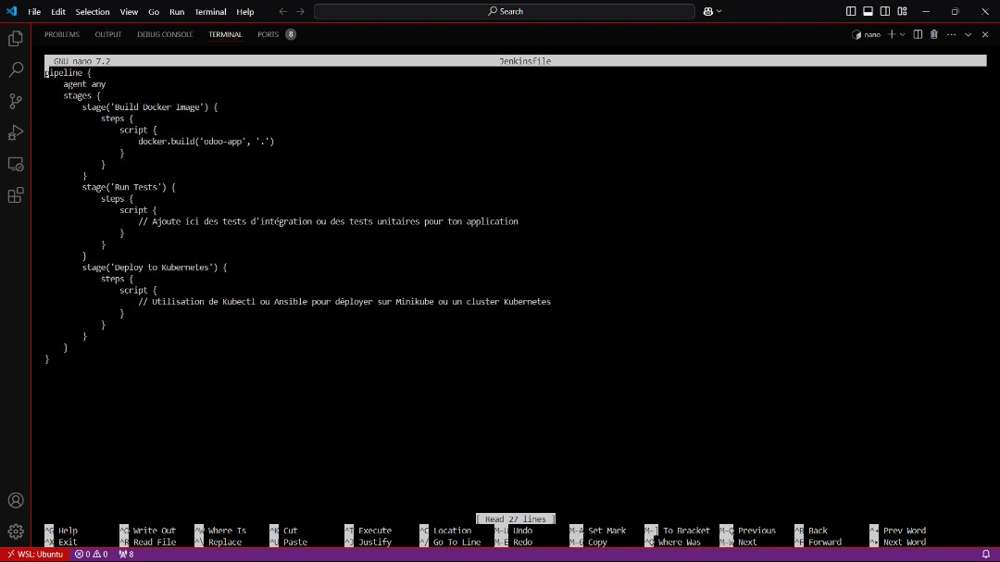 File Edit Selection View Go Run Terminal Help Search
PROBLEMS OUTPUT DEBUG CONSOLE TERMINAL PORTS 8 nano
GNU nano 7.2 Jenkinsfile
pipeline {
    agent any
    stages {
        stage('Build Docker Image') {
            steps {
                script {
                    docker.build('odoo-app', '.')
                }
            }
        }
        stage('Run Tests') {
            steps {
                script {
                    // Ajoute ici des tests d'intégration ou des tests unitaires pour ton application
                }
            }
        }
        stage('Deploy to Kubernetes') {
            steps {
                script {
                    // Utilisation de Kubectl ou Ansible pour déployer sur Minikube ou un cluster Kubernetes
                }
            }
        }
    }
}
[ Read 27 lines ]
^G Help ^O Write Out ^W Where Is ^K Cut ^T Execute ^C Location M-U Undo M-A Set Mark M-] To Bracket M-Q Previous ^B Back ^◂ Prev Word
^X Exit ^R Read File ^\ Replace ^U Paste ^J Justify ^/ Go To Line M-E Redo M-6 Copy ^Q Where Was M-W Next ^F Forward ^▸ Next Word
WSL: Ubuntu 0 0 8